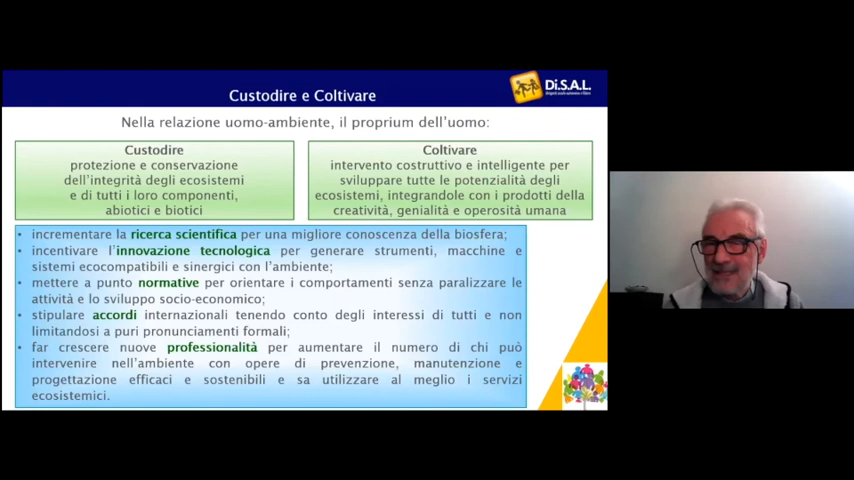 Custodire e Coltivare
Di.S.A.L.
Nella relazione uomo-ambiente, il proprium dell'uomo:
Custodire
protezione e conservazione
dell'integrità degli ecosistemi
e di tutti i loro componenti,
abiotici e biotici
Coltivare
intervento costruttivo e intelligente per
sviluppare tutte le potenzialità degli
ecosistemi, integrandole con i prodotti della
creatività, genialità e operosità umana
• incrementare la ricerca scientifica per una migliore conoscenza della biosfera;
• incentivare l'innovazione tecnologica per generare strumenti, macchine e
sistemi ecocompatibili e sinergici con l'ambiente;
• mettere a punto normative per orientare i comportamenti senza paralizzare le
attività e lo sviluppo socio-economico;
• stipulare accordi internazionali tenendo conto degli interessi di tutti e non
limitandosi a puri pronunciamenti formali;
• far crescere nuove professionalità per aumentare il numero di chi può
intervenire nell'ambiente con opere di prevenzione, manutenzione e
progettazione efficaci e sostenibili e sa utilizzare al meglio i servizi
ecosistemici.